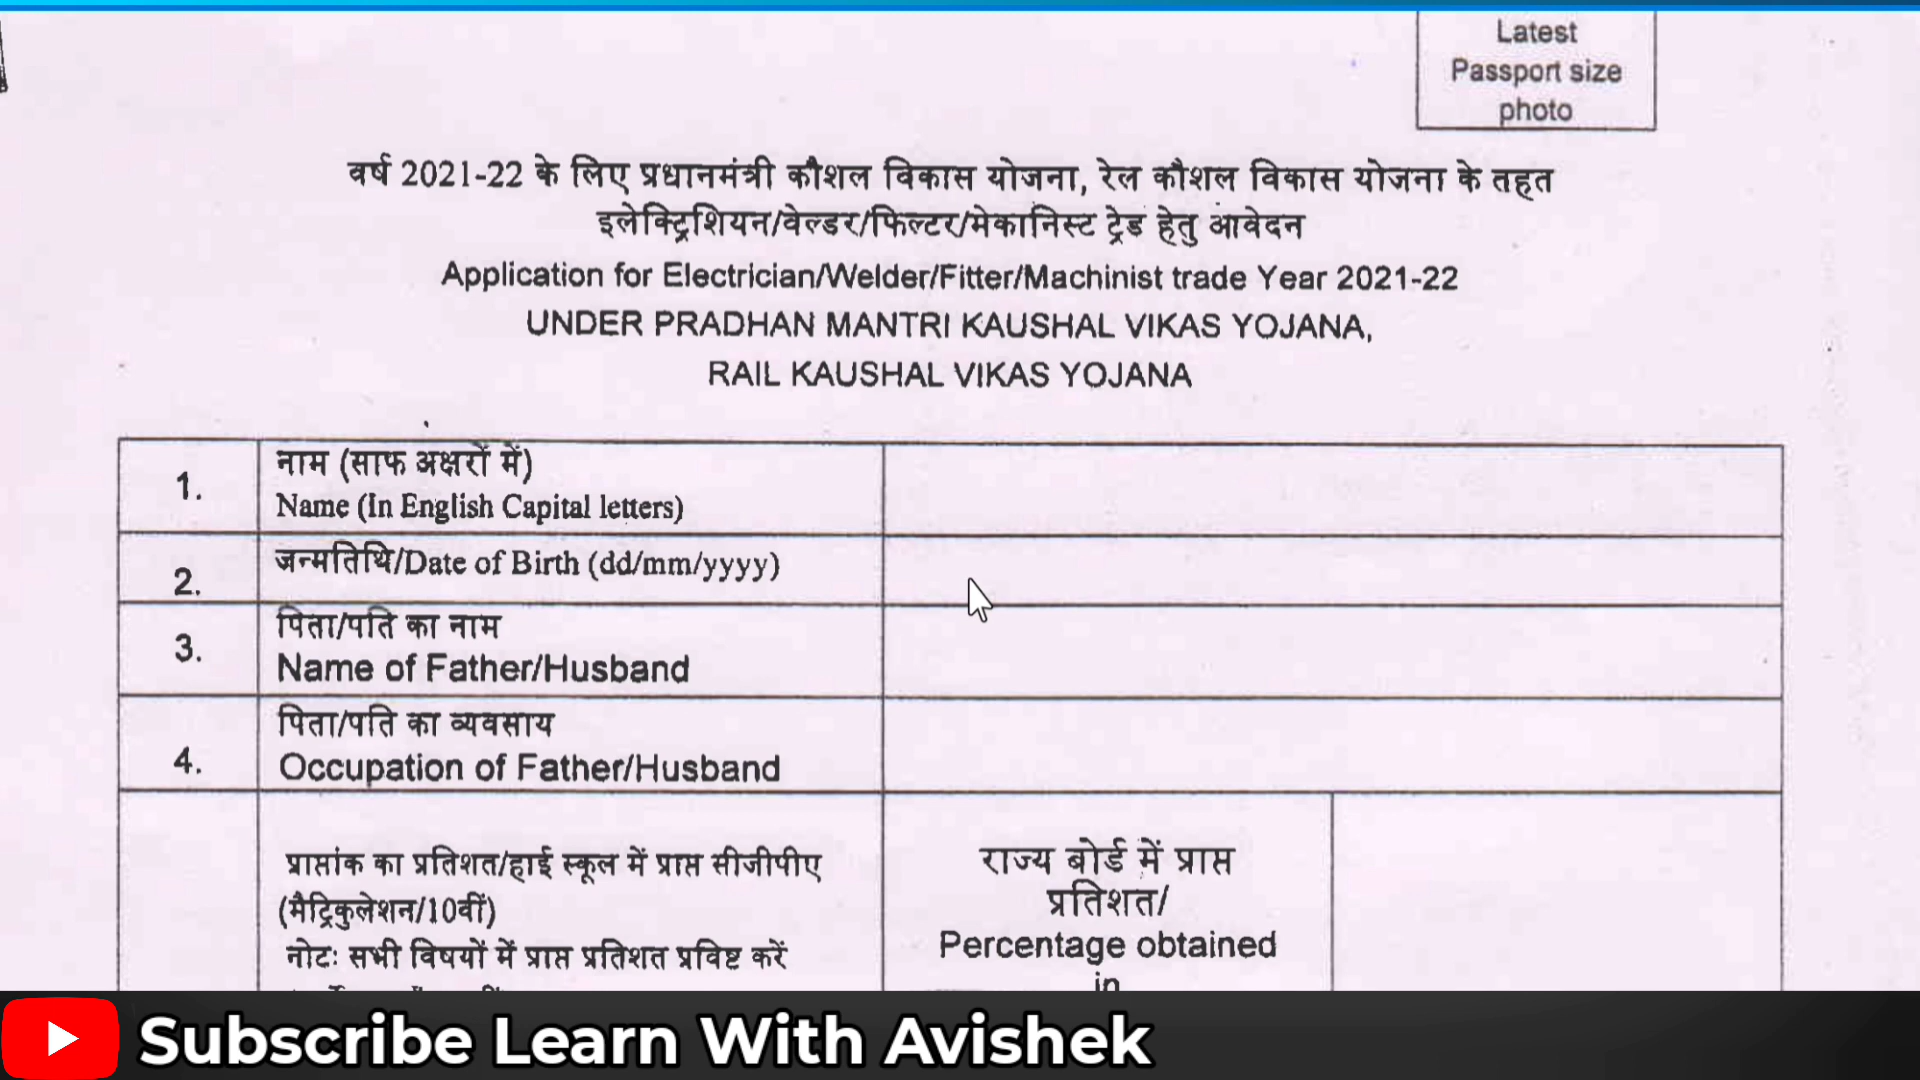 Latest
Passport size
photo
वर्ष 2021-22 के लिए प्रधानमंत्री कौशल विकास योजना, रेल कौशल विकास योजना के तहत
इलेक्ट्रिशियन/वेल्डर/फिल्टर/मेकानिस्ट ट्रेड हेतु आवेदन
Application for Electrician/Welder/Fitter/Machinist trade Year 2021-22
UNDER PRADHAN MANTRI KAUSHAL VIKAS YOJANA,
RAIL KAUSHAL VIKAS YOJANA
1.
नाम (साफ अक्षरों में)
Name (In English Capital letters)
2.
जन्मतिथि/Date of Birth (dd/mm/yyyy)
3.
पिता/पति का नाम
Name of Father/Husband
4.
पिता/पति का व्यवसाय
Occupation of Father/Husband
प्राप्तांक का प्रतिशत/हाई स्कूल में प्राप्त सीजीपीए
(मैट्रिकुलेशन/10वीं)
नोटः सभी विषयों में प्राप्त प्रतिशत प्रविष्ट करें
राज्य बोर्ड में प्राप्त
प्रतिशत/
Percentage obtained
in
Subscribe Learn With Avishek